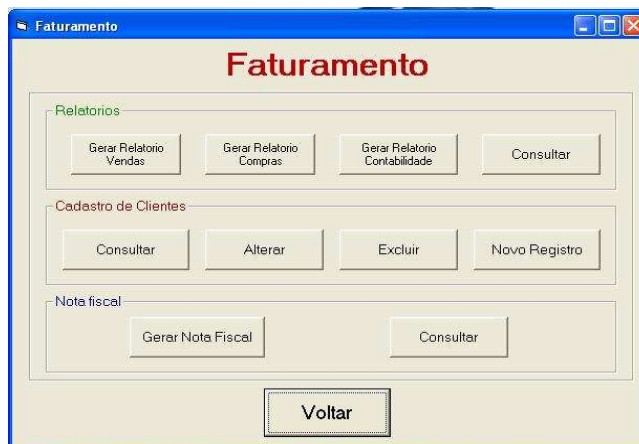 Faturamento
Faturamento
Relatorios
Gerar Relatorio
Vendas
Gerar Relatorio
Compras
Gerar Relatorio
Contabilidade
Consultar
Cadastro de Clientes
Consultar
Alterar
Excluir
Novo Registro
Nota fiscal
Gerar Nota Fiscal
Consultar
Voltar